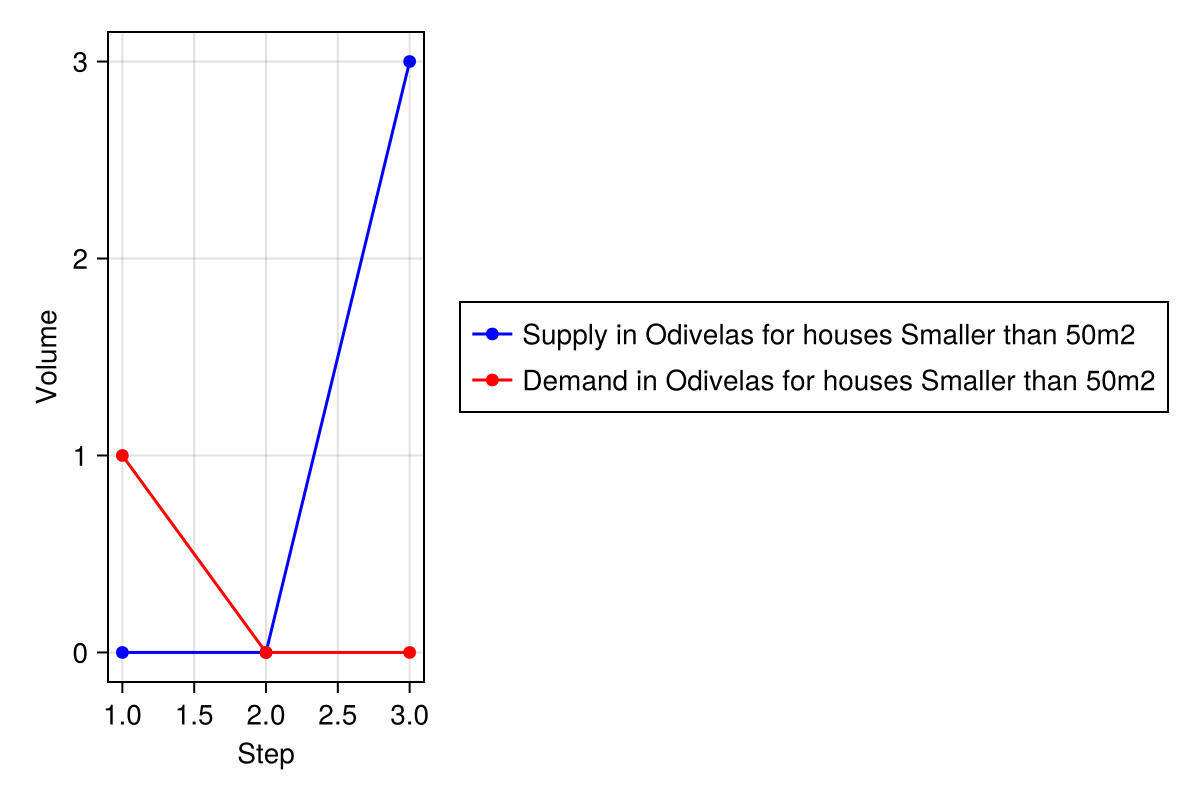 3
2
1
0
Volume
1.0 1.5 2.0 2.5 3.0
Step
Supply in Odivelas for houses Smaller than 50m2
Demand in Odivelas for houses Smaller than 50m2